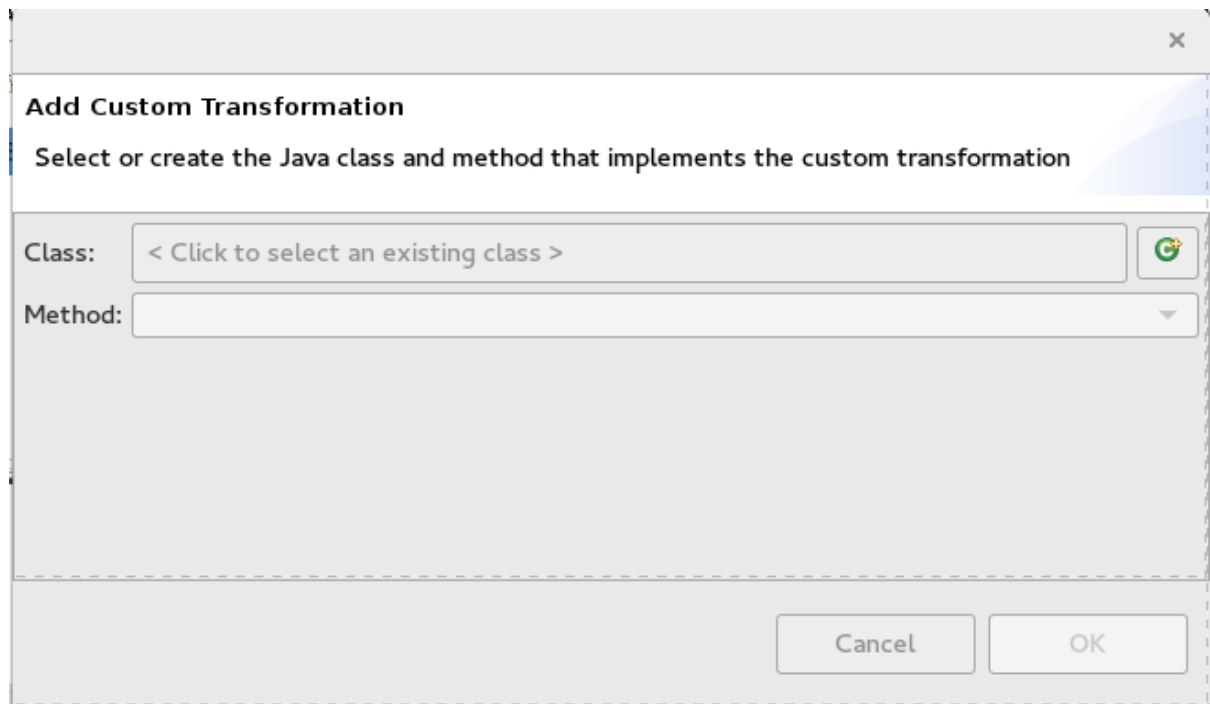 Add Custom Transformation
Select or create the Java class and method that implements the custom transformation
Class: < Click to select an existing class >
Method:
Cancel OK